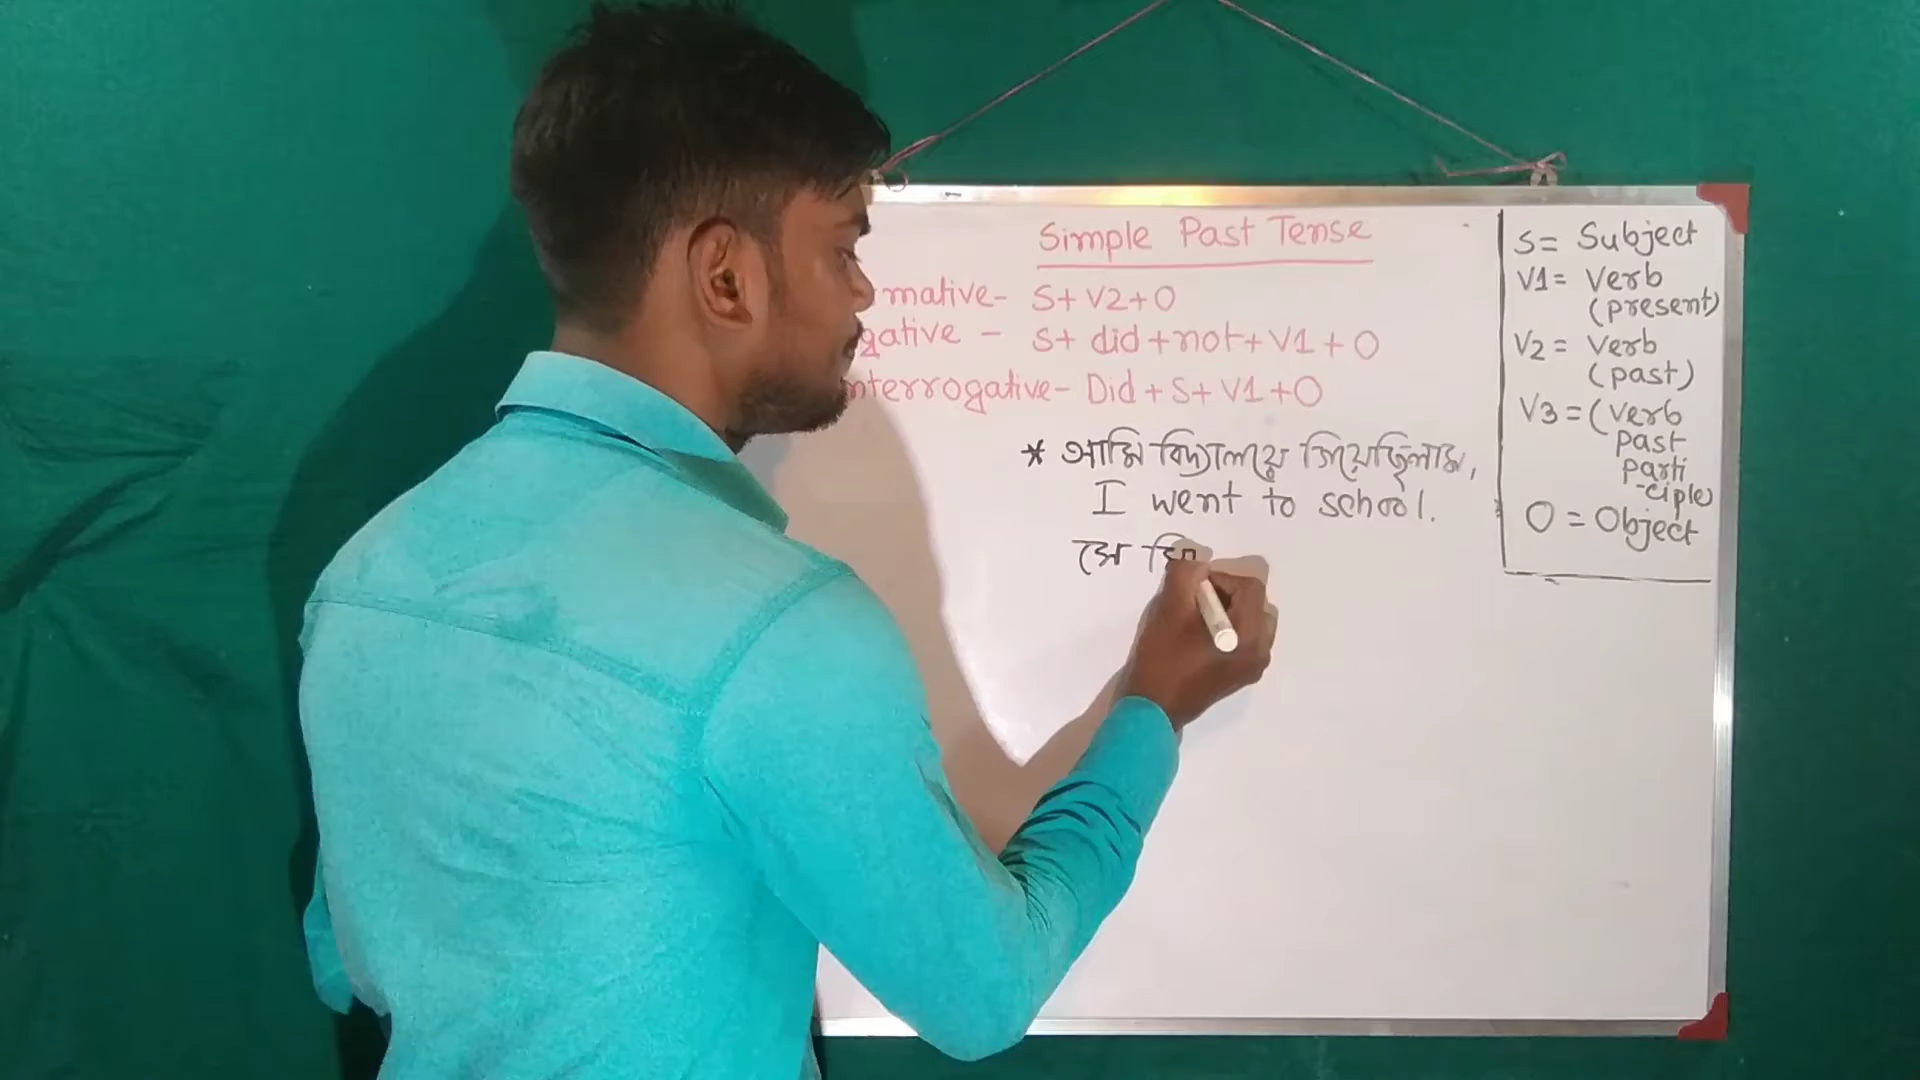 Simple Past Tense
mative- S+ V2+O
gative - S+ did+not+V1+O
nterrogative- Did+S+V1+O
* আমি বিদ্যালয়ে গিয়েছিলাম,
I went to school.
সে
S= Subject
V1= Verb
(present)
V2= Verb
(past)
V3=(Verb
past
parti
-ciple)
O = Object